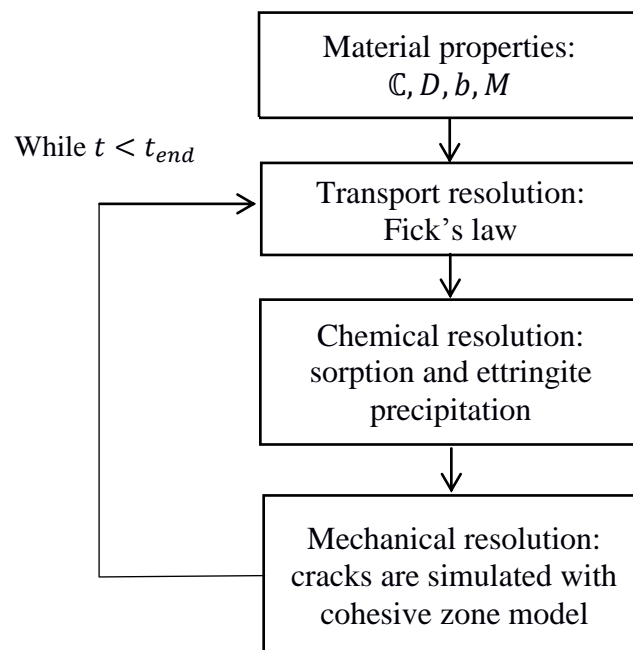 Material properties:
ℂ, D, b, M
While t < t_end
Transport resolution:
Fick’s law
Chemical resolution:
sorption and ettringite
precipitation
Mechanical resolution:
cracks are simulated with
cohesive zone model